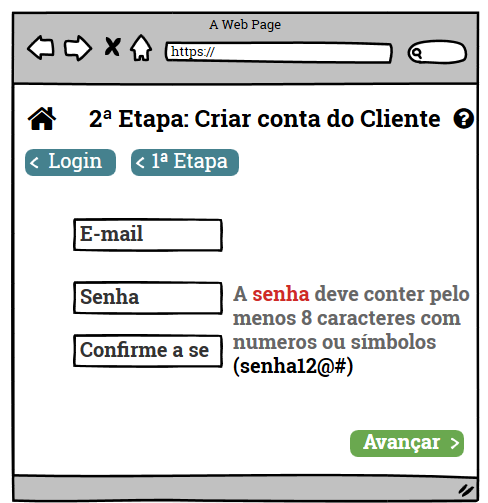 A Web Page
https://
2ª Etapa: Criar conta do Cliente ?
< Login < 1ª Etapa
E-mail
Senha
A senha deve conter pelo
menos 8 caracteres com
Confirme a se
numeros ou símbolos
(senha12@#)
Avançar >